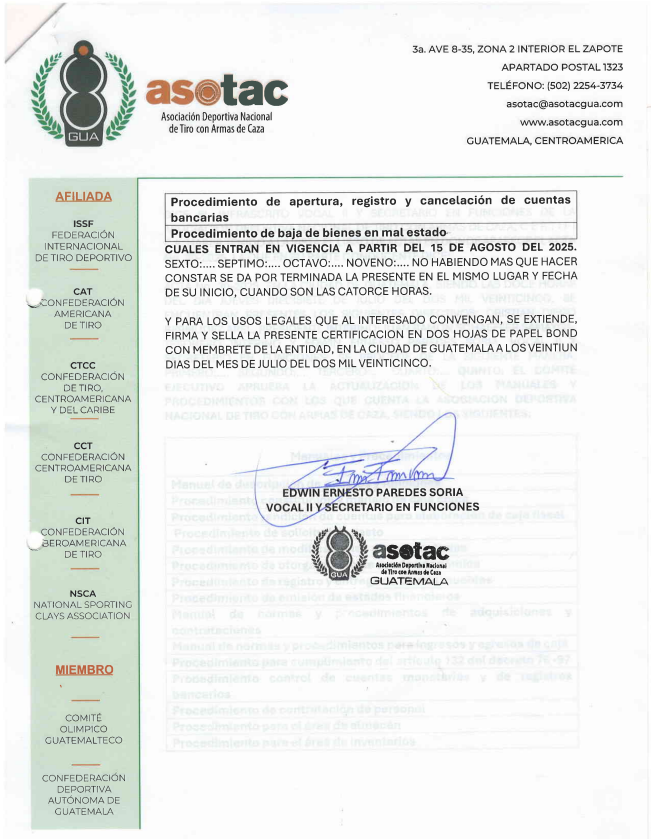 3a. AVE 8-35, ZONA 2 INTERIOR EL ZAPOTE
APARTADO POSTAL 1323
TELÉFONO: (502) 2254-3734
asotac@asotacgua.com
www.asotacgua.com
GUATEMALA, CENTROAMERICA
GUA
asotac
Asociación Deportiva Nacional
de Tiro con Armas de Caza
AFILIADA
ISSF
FEDERACIÓN
INTERNACIONAL
DE TIRO DEPORTIVO
CAT
CONFEDERACIÓN
AMERICANA
DE TIRO
CTCC
CONFEDERACIÓN
DE TIRO,
CENTROAMERICANA
Y DEL CARIBE
CCT
CONFEDERACIÓN
CENTROAMERICANA
DE TIRO
CIT
CONFEDERACIÓN
IBEROAMERICANA
DE TIRO
NSCA
NATIONAL SPORTING
CLAYS ASSOCIATION
MIEMBRO
COMITÉ
OLIMPICO
GUATEMALTECO
CONFEDERACIÓN
DEPORTIVA
AUTÓNOMA DE
GUATEMALA
Procedimiento de apertura, registro y cancelación de cuentas
bancarias
Procedimiento de baja de bienes en mal estado
CUALES ENTRAN EN VIGENCIA A PARTIR DEL 15 DE AGOSTO DEL 2025.
SEXTO:.... SEPTIMO:.... OCTAVO:.... NOVENO:.... NO HABIENDO MAS QUE HACER
CONSTAR SE DA POR TERMINADA LA PRESENTE EN EL MISMO LUGAR Y FECHA
DE SU INICIO, CUANDO SON LAS CATORCE HORAS.
Y PARA LOS USOS LEGALES QUE AL INTERESADO CONVENGAN, SE EXTIENDE,
FIRMA Y SELLA LA PRESENTE CERTIFICACION EN DOS HOJAS DE PAPEL BOND
CON MEMBRETE DE LA ENTIDAD, EN LA CIUDAD DE GUATEMALA A LOS VEINTIUN
DIAS DEL MES DE JULIO DEL DOS MIL VEINTICINCO.
EDWIN ERNESTO PAREDES SORIA
VOCAL II Y SECRETARIO EN FUNCIONES
GUA
asotac
Asociación Deportiva Nacional
de Tiro con Armas de Caza
GUATEMALA